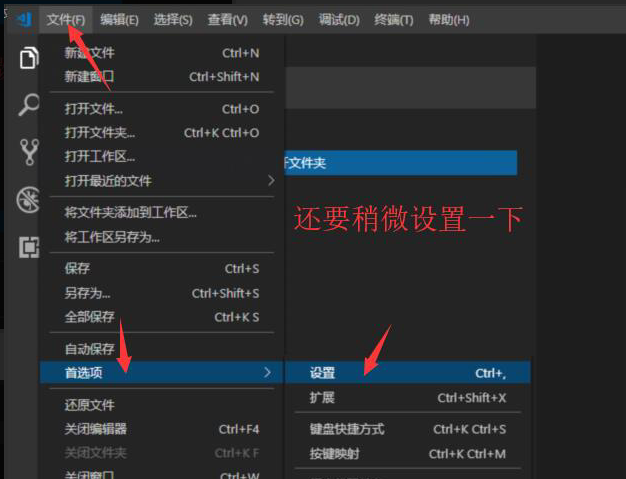 文件(F) 编辑(E) 选择(S) 查看(V) 转到(G) 调试(D) 终端(T) 帮助(H)
新建文件 Ctrl+N
新建窗口 Ctrl+Shift+N
打开文件... Ctrl+O
打开文件夹... Ctrl+K Ctrl+O
打开工作区...
开文件夹
打开最近的文件
将文件夹添加到工作区...
还要稍微设置一下
将工作区另存为...
保存 Ctrl+S
另存为... Ctrl+Shift+S
全部保存 Ctrl+K S
自动保存
首选项
设置 Ctrl+,
扩展 Ctrl+Shift+X
还原文件
关闭编辑器 Ctrl+F4
键盘快捷方式 Ctrl+K Ctrl+S
关闭文件夹 Ctrl+K F
按键映射 Ctrl+K Ctrl+M
关闭窗口 Ctrl+W